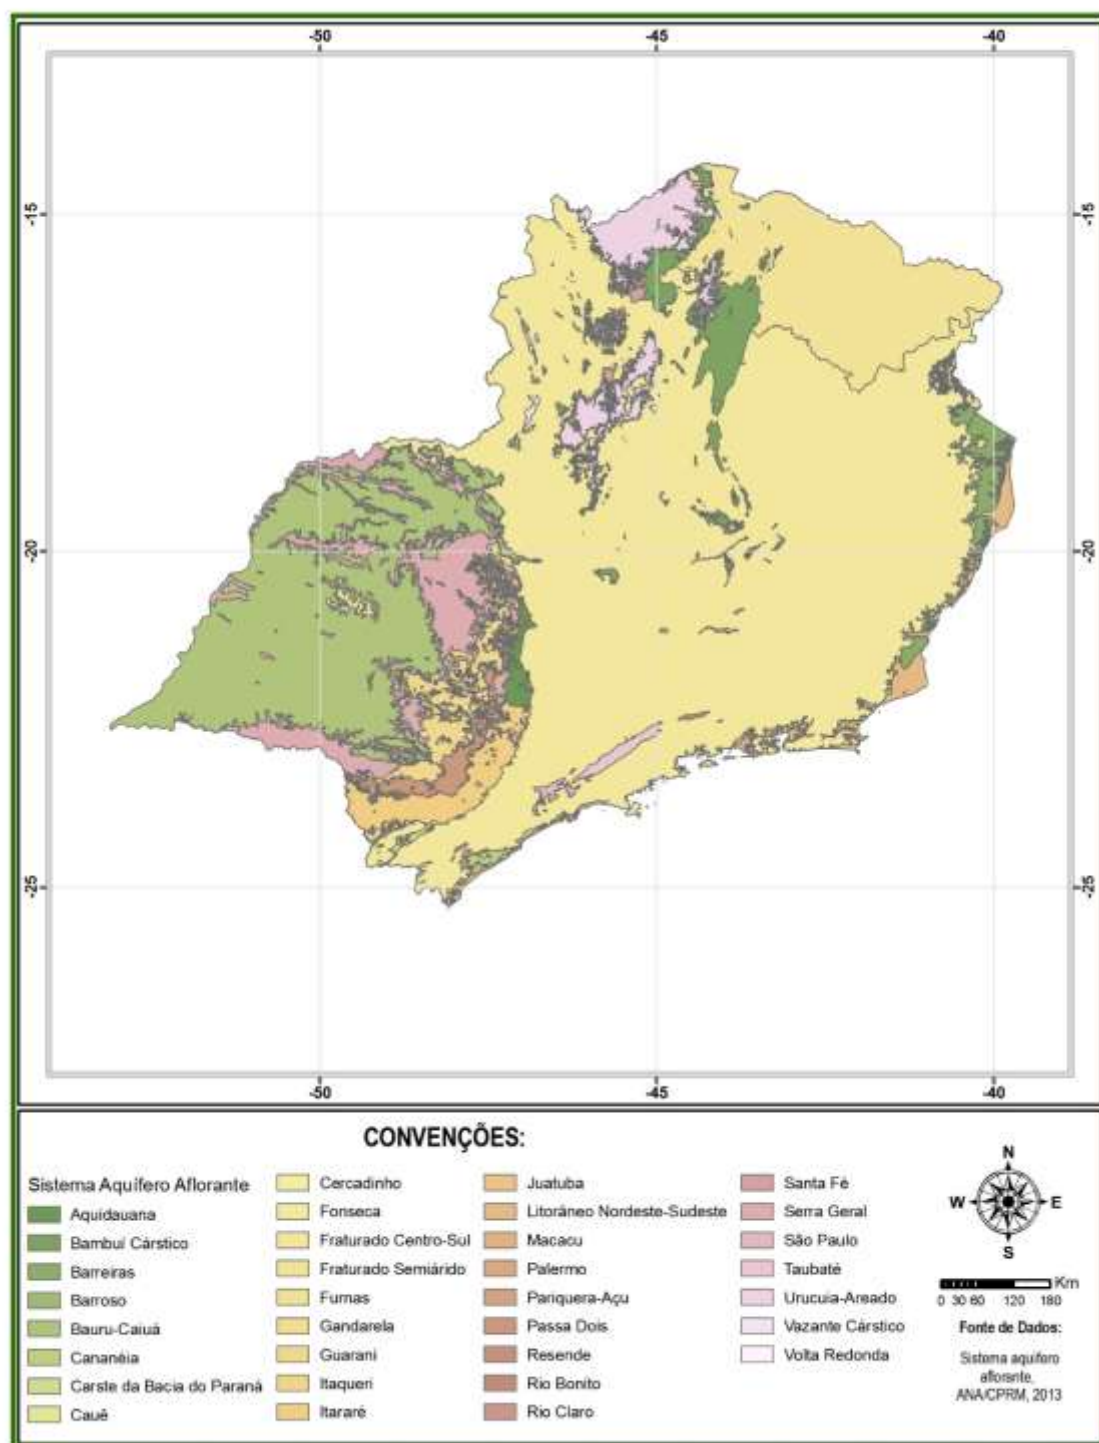 -50 -45 -40
-15 -15
-20 -20
-25 -25
-50 -45 -40
CONVENÇÕES:
Sistema Aquífero Aflorante
Aquidauana
Bambuí Cárstico
Barreiras
Barroso
Bauru-Caiuá
Cananéia
Carste da Bacia do Paraná
Cauê
Cercadinho
Fonseca
Fraturado Centro-Sul
Fraturado Semiárido
Furnas
Gandarela
Guarani
Itaqueri
Itararé
Juatuba
Litorâneo Nordeste-Sudeste
Macacu
Palermo
Pariquera-Açu
Passa Dois
Resende
Rio Bonito
Rio Claro
Santa Fé
Serra Geral
São Paulo
Taubaté
Urucuia-Areado
Vazante Cárstico
Volta Redonda
N
W E
S
Km
0 30 60 120 180
Fonte de Dados:
Sistema aquífero
aflorante,
ANA/CPRM, 2013